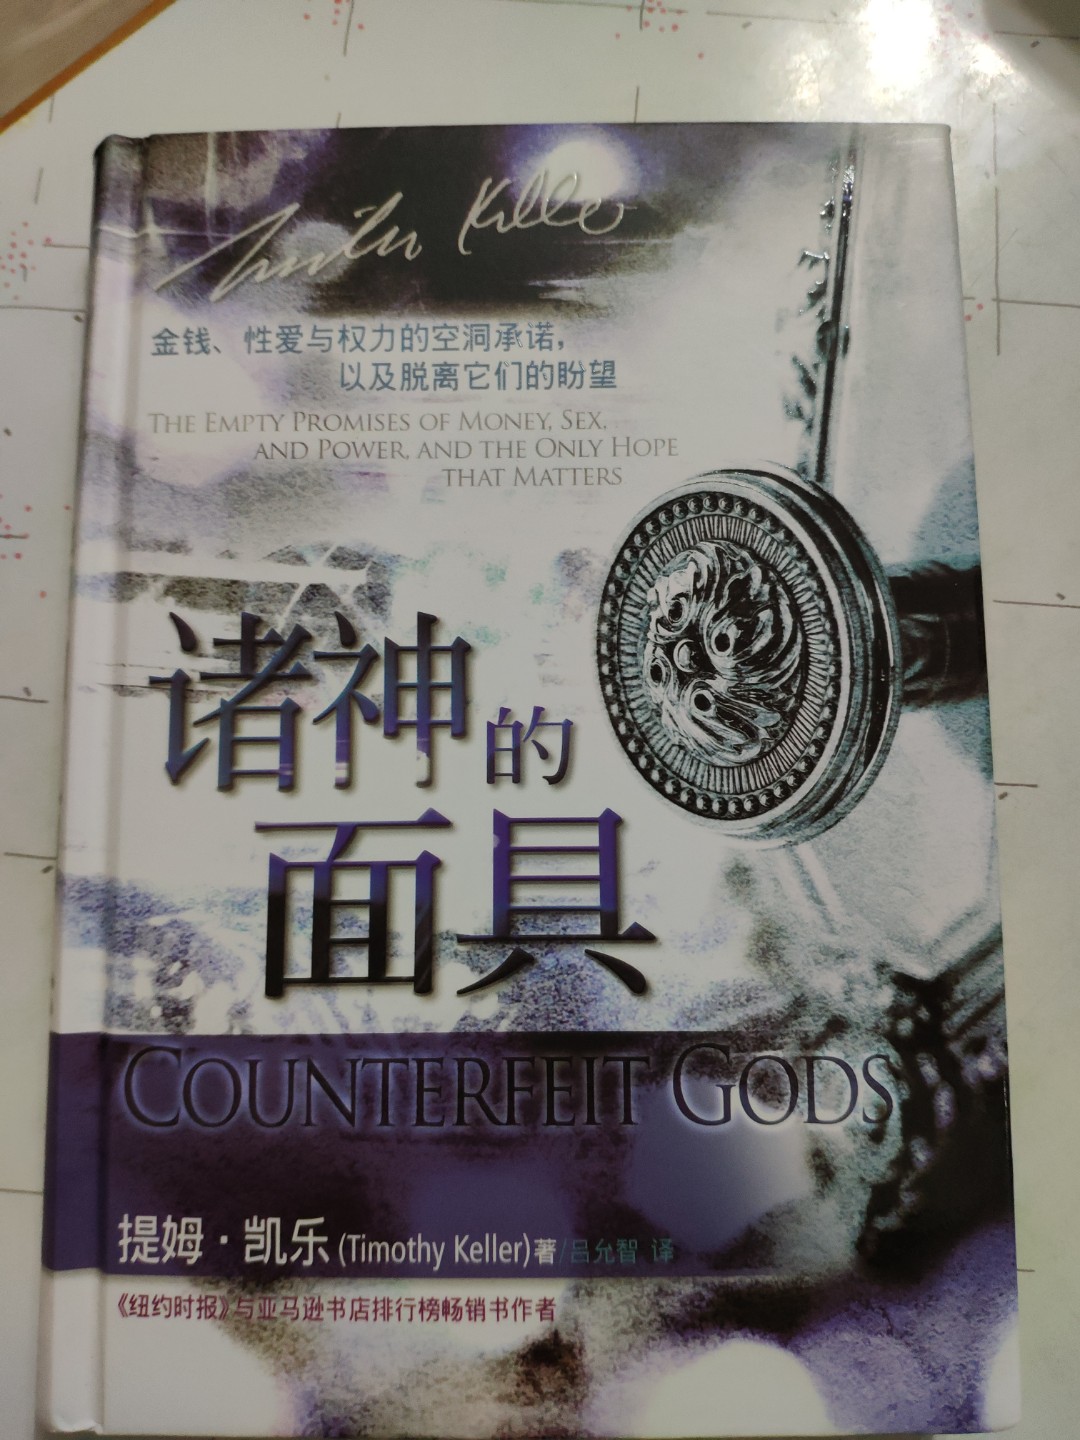 Timothy Keller
金钱、性爱与权力的空洞承诺，
以及脱离它们的盼望
THE EMPTY PROMISES OF MONEY, SEX,
AND POWER, AND THE ONLY HOPE
THAT MATTERS
诸神的
面具
COUNTERFEIT GODS
提姆·凯乐(Timothy Keller)著/吕允智 译
《纽约时报》与亚马逊书店排行榜畅销书作者